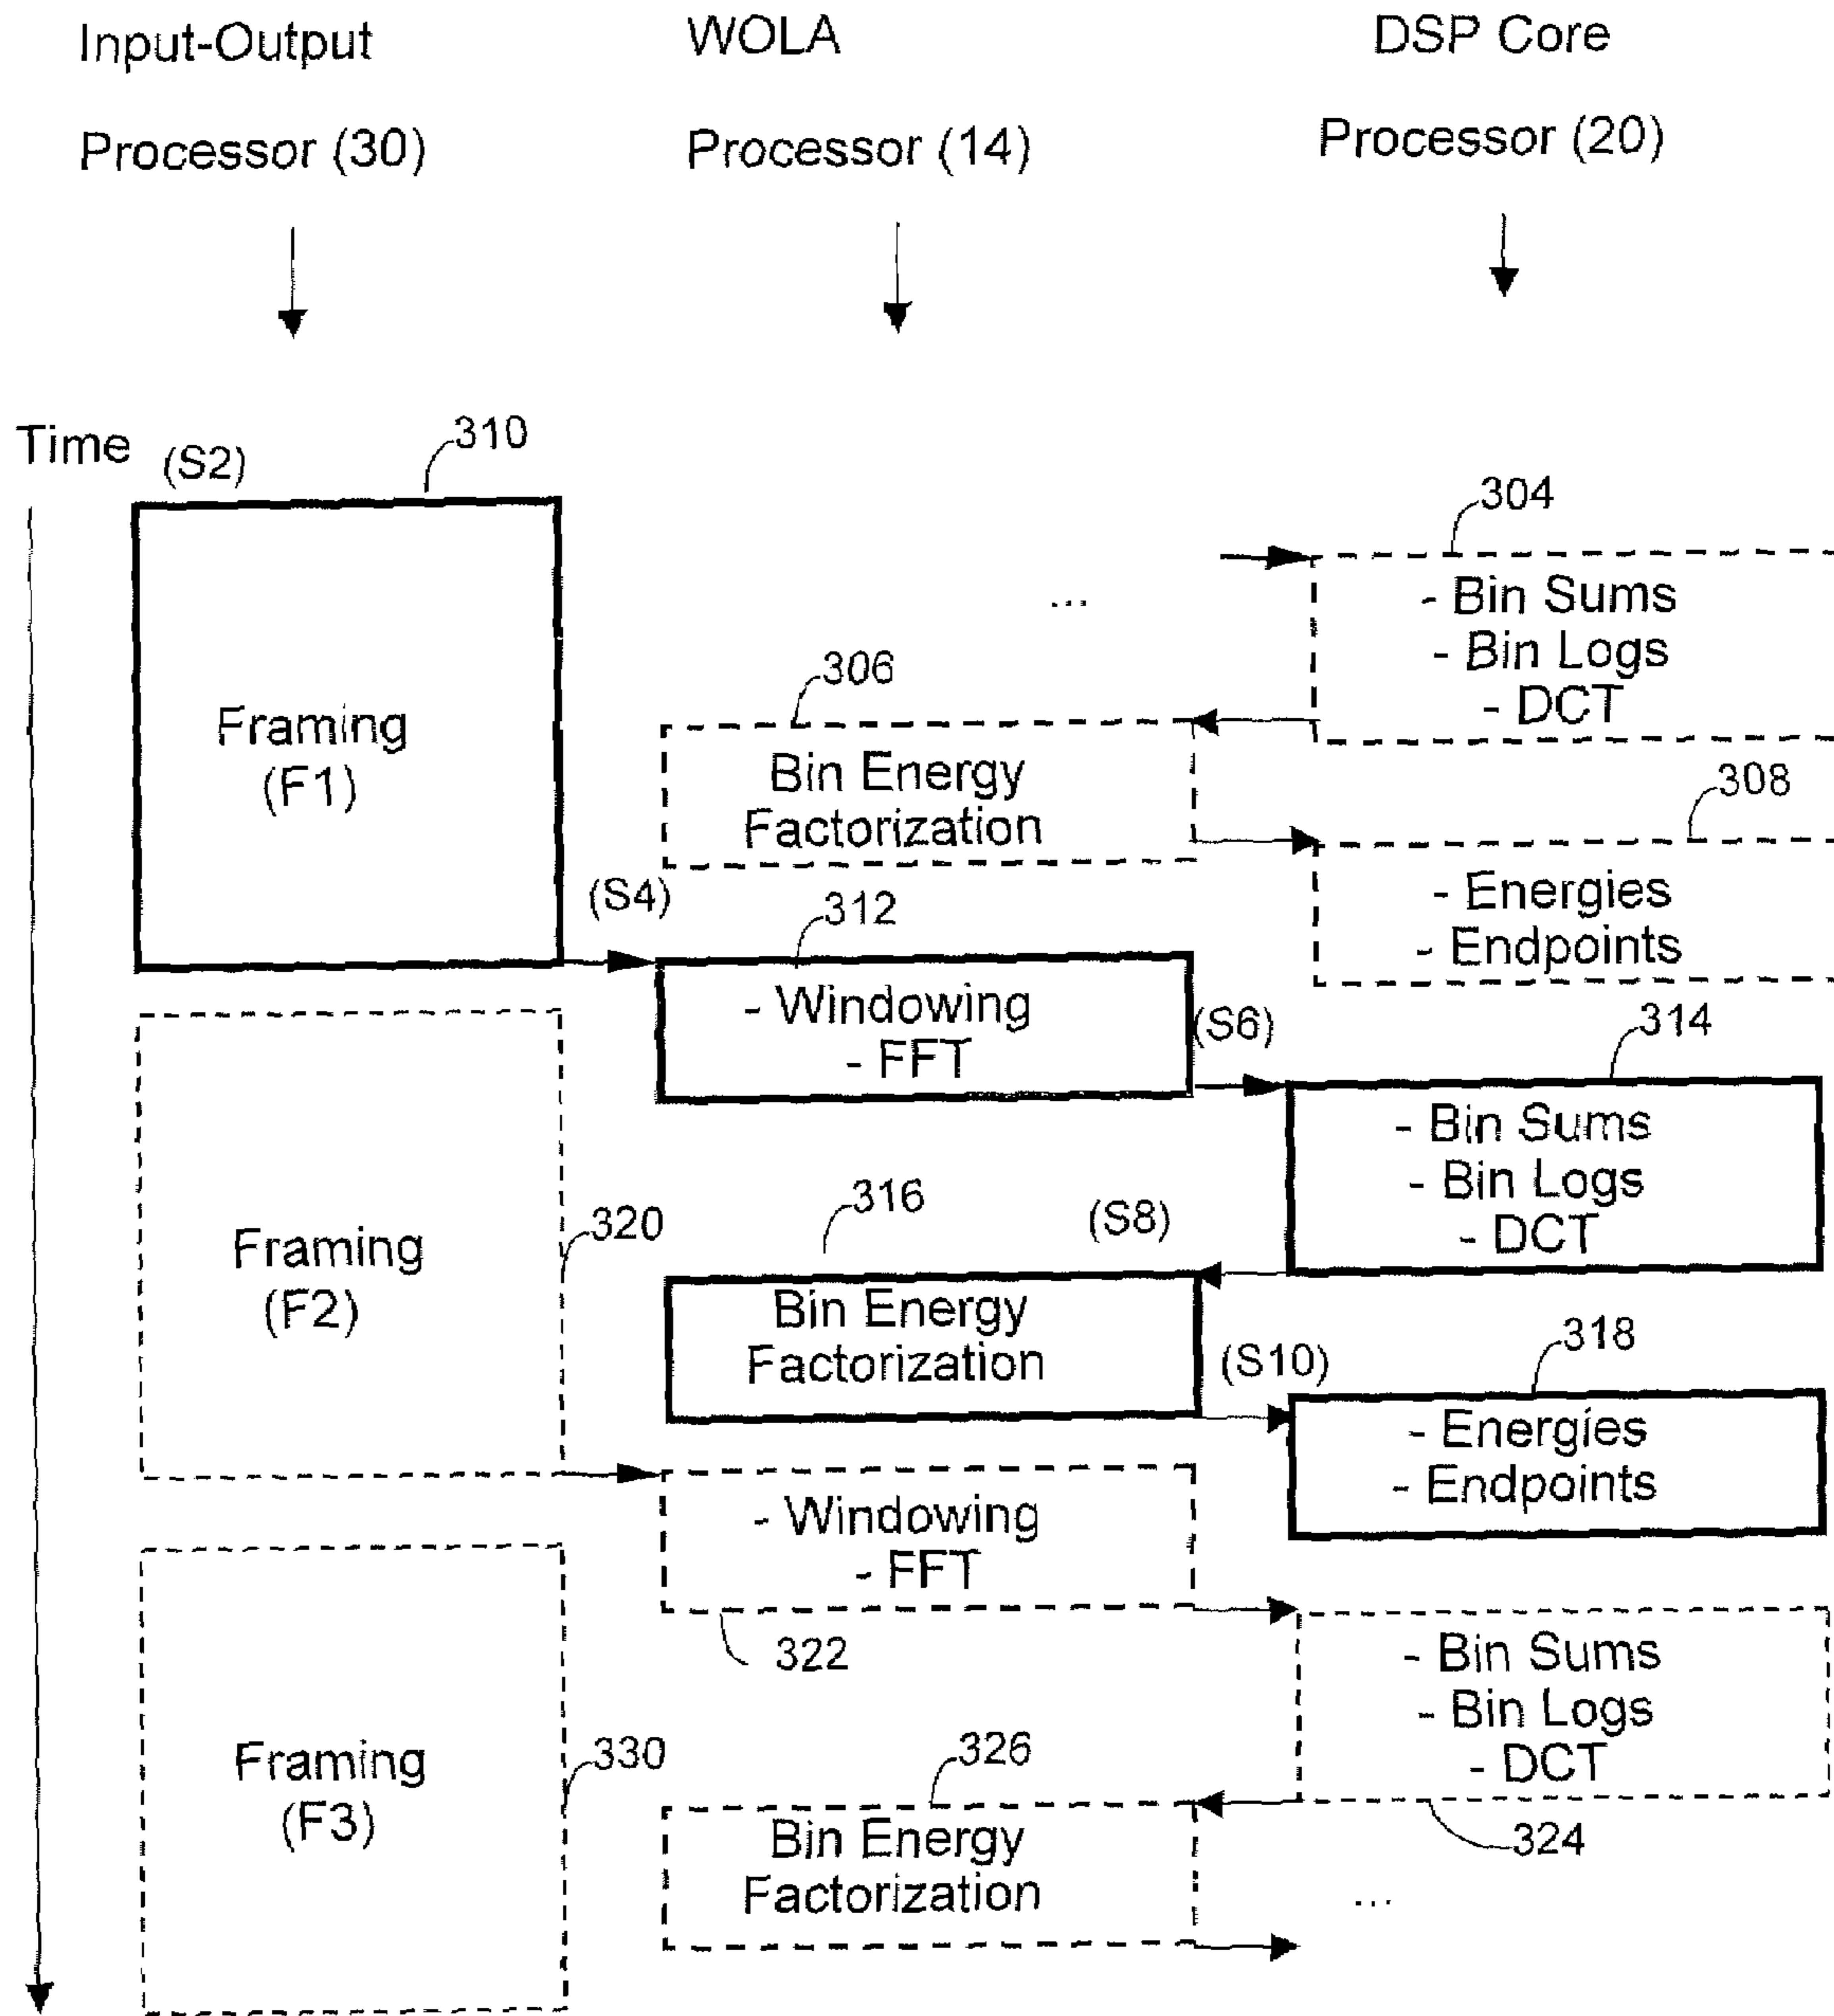 Input-Output
Processor (30)
WOLA
Processor (14)
DSP Core
Processor (20)
Time
(S2)
310
304
- Bin Sums
- Bin Logs
- DCT
...
306
Framing
(F1)
Bin Energy
Factorization
308
- Energies
- Endpoints
(S4)
312
- Windowing
- FFT
(S6)
314
- Bin Sums
- Bin Logs
- DCT
Framing
(F2)
320
316
(S8)
Bin Energy
Factorization
(S10)
318
- Energies
- Endpoints
- Windowing
- FFT
322
- Bin Sums
- Bin Logs
- DCT
324
Framing
(F3)
330
326
Bin Energy
Factorization
...